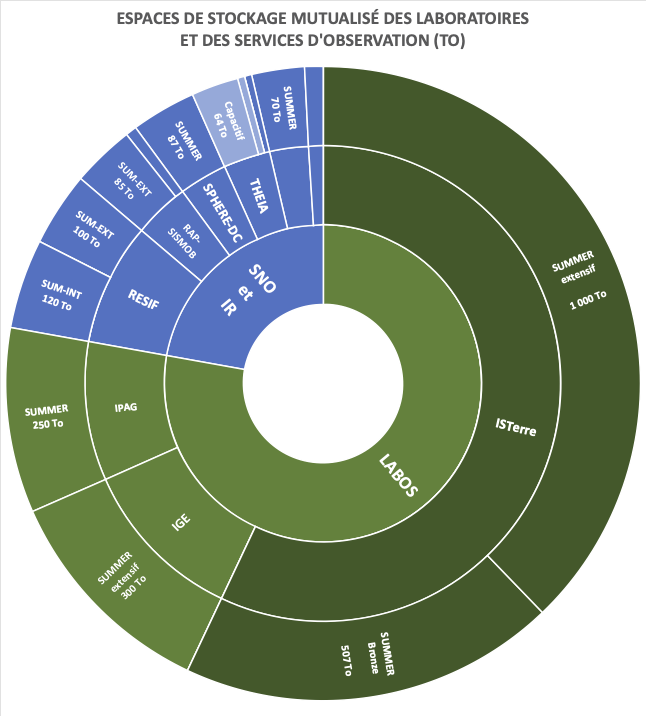 ESPACES DE STOCKAGE MUTUALISÉ DES LABORATOIRES
ET DES SERVICES D'OBSERVATION (TO)
SUMMER
extensif
1 000 To
ISTerre
SUMMER
Bronze
507 To
LABOS
IGE
SUMMER
extensif
300 To
IPAG
SUMMER
250 To
SNO
et
IR
RESIF
SUM-INT
120 To
SUM-EXT
100 To
RAP-
SISMOB
SUM-EXT
85 To
SPHERE-DC
SUMMER
87 To
THEIA
Capacitif
64 To
SUMMER
70 To